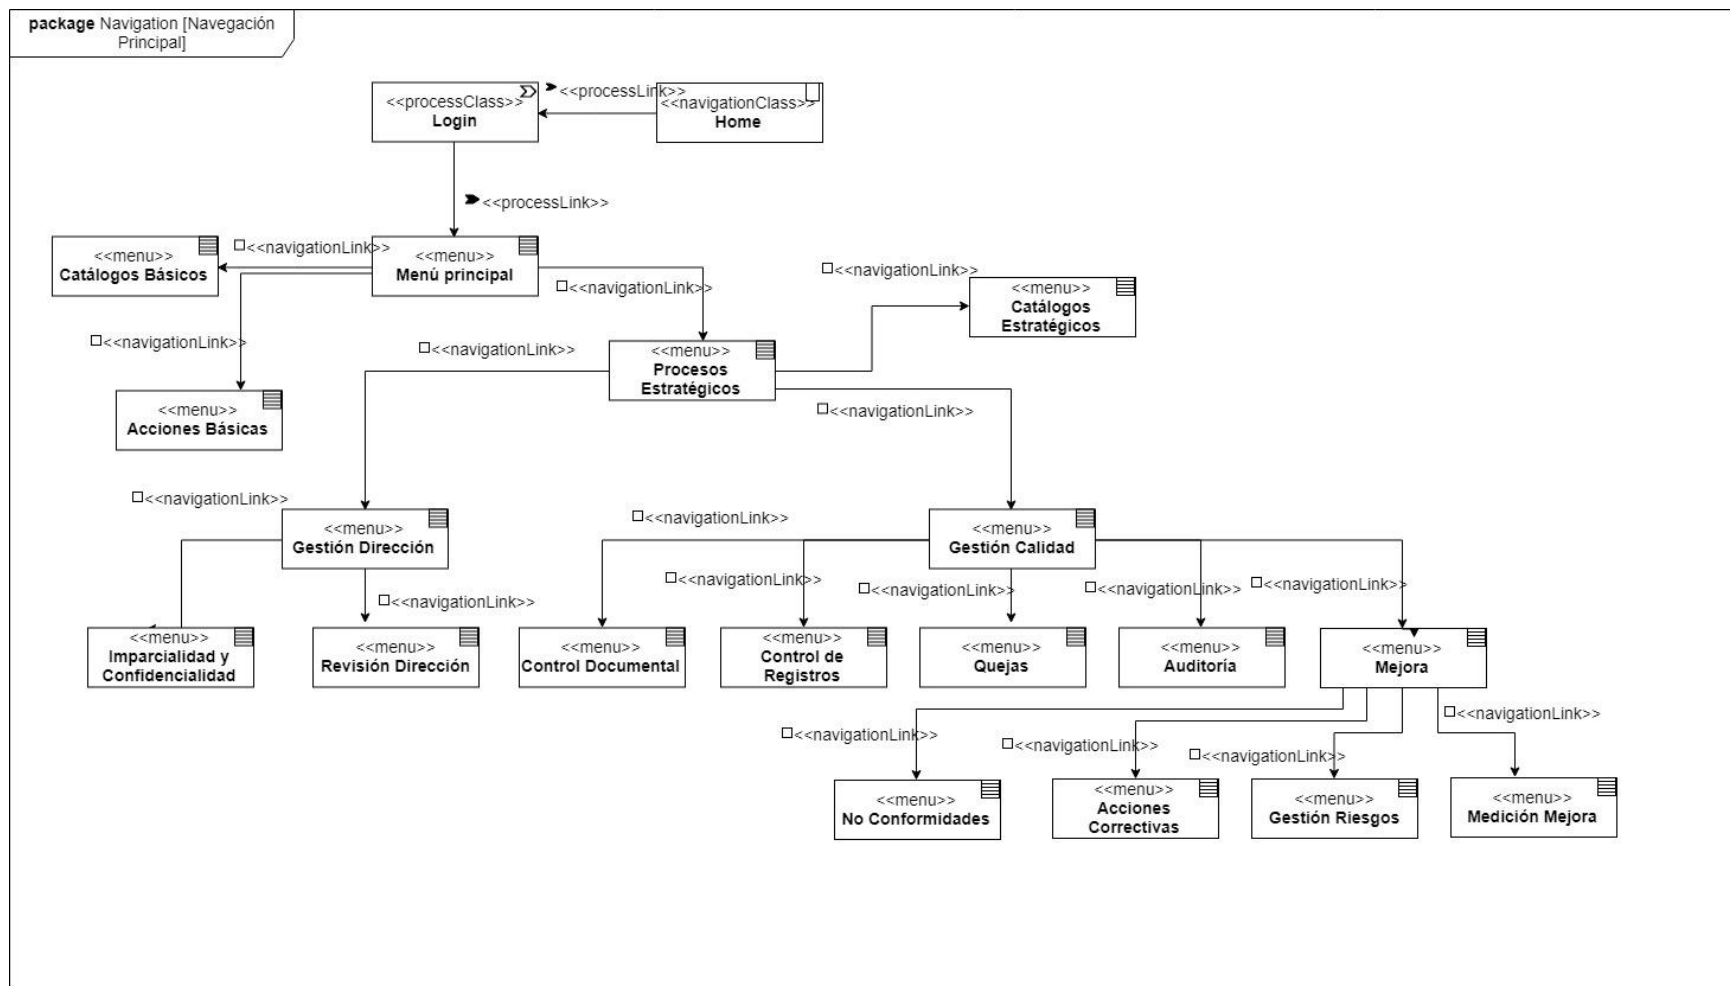 package Navigation [Navegación
Principal]
<<processClass>>
Login
<<processLink>>
<<navigationClass>>
Home
<<processLink>>
<<menu>>
Catálogos Básicos
<<navigationLink>>
<<menu>>
Menú principal
<<navigationLink>>
<<navigationLink>>
<<menu>>
Catálogos
Estratégicos
<<navigationLink>>
<<navigationLink>>
<<menu>>
Procesos
Estratégicos
<<menu>>
Acciones Básicas
<<navigationLink>>
<<navigationLink>>
<<menu>>
Gestión Dirección
<<navigationLink>>
<<menu>>
Gestión Calidad
<<navigationLink>>
<<navigationLink>>
<<navigationLink>>
<<navigationLink>>
<<navigationLink>>
<<menu>>
Imparcialidad y
Confidencialidad
<<menu>>
Revisión Dirección
<<menu>>
Control Documental
<<menu>>
Control de
Registros
<<menu>>
Quejas
<<menu>>
Auditoría
<<menu>>
Mejora
<<navigationLink>>
<<navigationLink>>
<<navigationLink>>
<<navigationLink>>
<<menu>>
No Conformidades
<<menu>>
Acciones
Correctivas
<<menu>>
Gestión Riesgos
<<menu>>
Medición Mejora